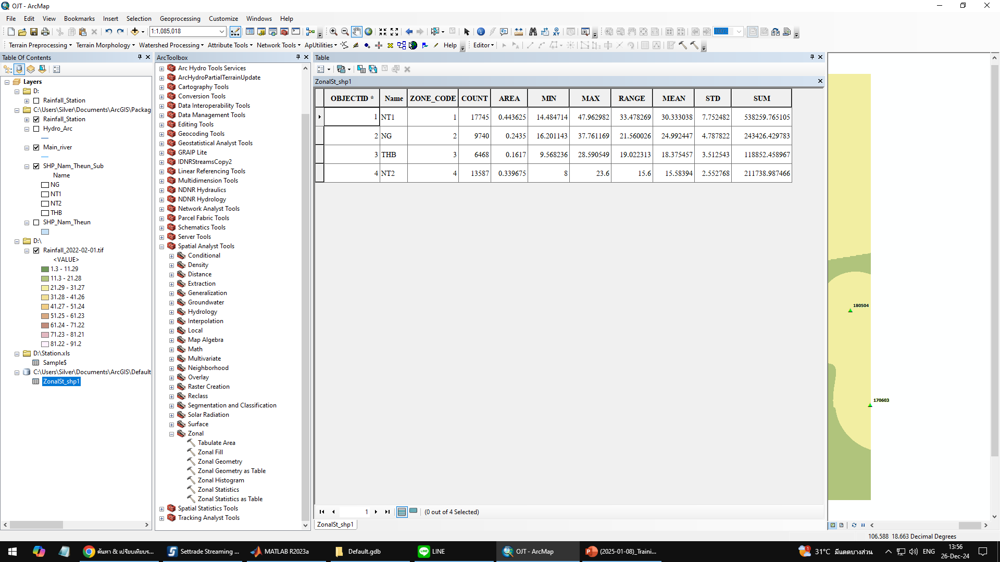 OJT - ArcMap
File Edit View Bookmarks Insert Selection Geoprocessing Customize Windows Help
1:1,085,018
100%
Terrain Preprocessing Terrain Morphology Watershed Processing Attribute Tools Network Tools ApUtilities Help Editor
Table Of Contents
Layers
D:
Rainfall_Station
C:\Users\Silver\Documents\ArcGIS\Packag
Rainfall_Station
Hydro_Arc
Main_river
SHP_Nam_Theun_Sub
Name
NG
NT1
NT2
THB
SHP_Nam_Theun
D:\
Rainfall_2022-02-01.tif
<VALUE>
1.3 - 11.29
11.3 - 21.28
21.29 - 31.27
31.28 - 41.26
41.27 - 51.24
51.25 - 61.23
61.24 - 71.22
71.23 - 81.21
81.22 - 91.2
D:\Station.xls
Sample$
C:\Users\Silver\Documents\ArcGIS\Default
ZonalSt_shp1
ArcToolbox
Arc Hydro Tools Services
ArcHydroPartialTerrainUpdate
Cartography Tools
Conversion Tools
Data Interoperability Tools
Data Management Tools
Editing Tools
Geocoding Tools
Geostatistical Analyst Tools
GRAIP Lite
IDNRStreamsCopy2
Linear Referencing Tools
Multidimension Tools
NDNR Hydraulics
NDNR Hydrology
Network Analyst Tools
Parcel Fabric Tools
Schematics Tools
Server Tools
Spatial Analyst Tools
Conditional
Density
Distance
Extraction
Generalization
Groundwater
Hydrology
Interpolation
Local
Map Algebra
Math
Multivariate
Neighborhood
Overlay
Raster Creation
Reclass
Segmentation and Classification
Solar Radiation
Surface
Zonal
Tabulate Area
Zonal Fill
Zonal Geometry
Zonal Geometry as Table
Zonal Histogram
Zonal Statistics
Zonal Statistics as Table
Spatial Statistics Tools
Tracking Analyst Tools
Table
ZonalSt_shp1
OBJECTID * Name ZONE_CODE COUNT AREA MIN MAX RANGE MEAN STD SUM
1 NT1 1 17745 0.443625 14.484714 47.962982 33.478269 30.333038 7.752482 538259.765105
2 NG 2 9740 0.2435 16.201143 37.761169 21.560026 24.992447 4.787822 243426.429783
3 THB 3 6468 0.1617 9.568236 28.590549 19.022313 18.375457 3.512543 118852.458967
4 NT2 4 13587 0.339675 8 23.6 15.6 15.58394 2.552768 211738.987466
1
(0 out of 4 Selected)
ZonalSt_shp1
180504
170603
106.588 18.663 Decimal Degrees
ค้นหา & เปรียบเทียบร... Settrade Streaming ... MATLAB R2023a Default.gdb LINE OJT - ArcMap (2025-01-08)_Traini...
1 31°C มีแดดบางส่วน ENG
13:56
26-Dec-24